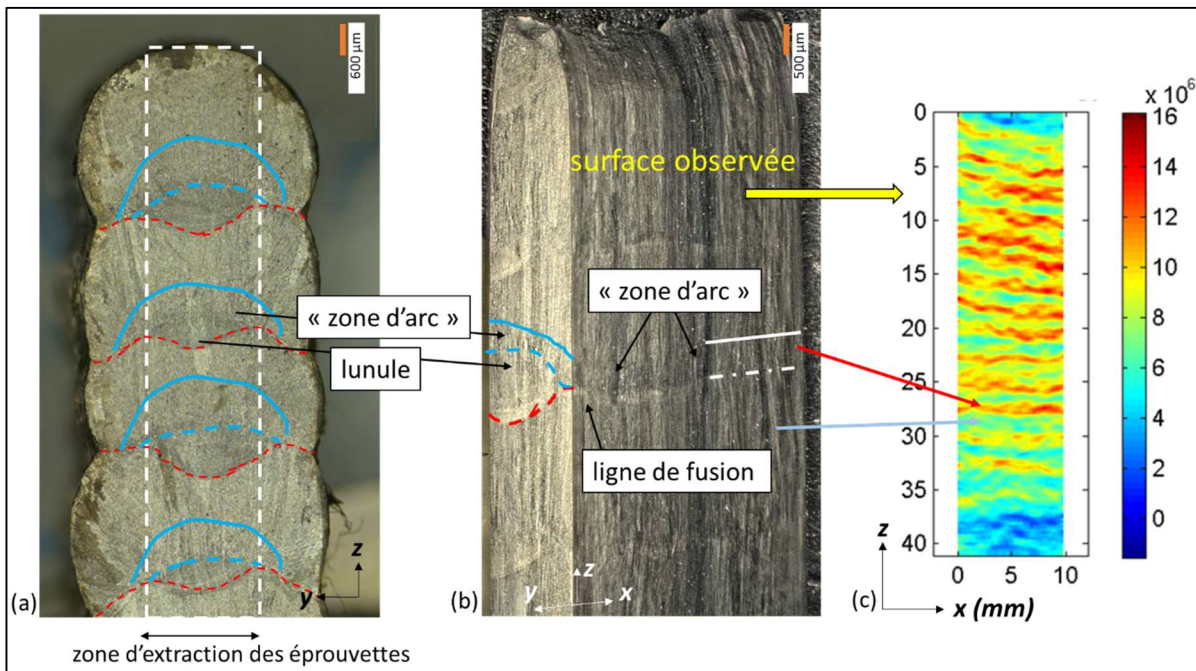 600 µm
« zone d'arc »
lunule
(a)
z
y
zone d'extraction des éprouvettes
500 µm
surface observée
« zone d'arc »
ligne de fusion
(b)
z
y
x
x 10⁶
0
5
10
15
20
25
30
35
40
0 5 10
16
14
12
10
8
6
4
2
0
z
(c)
x (mm)